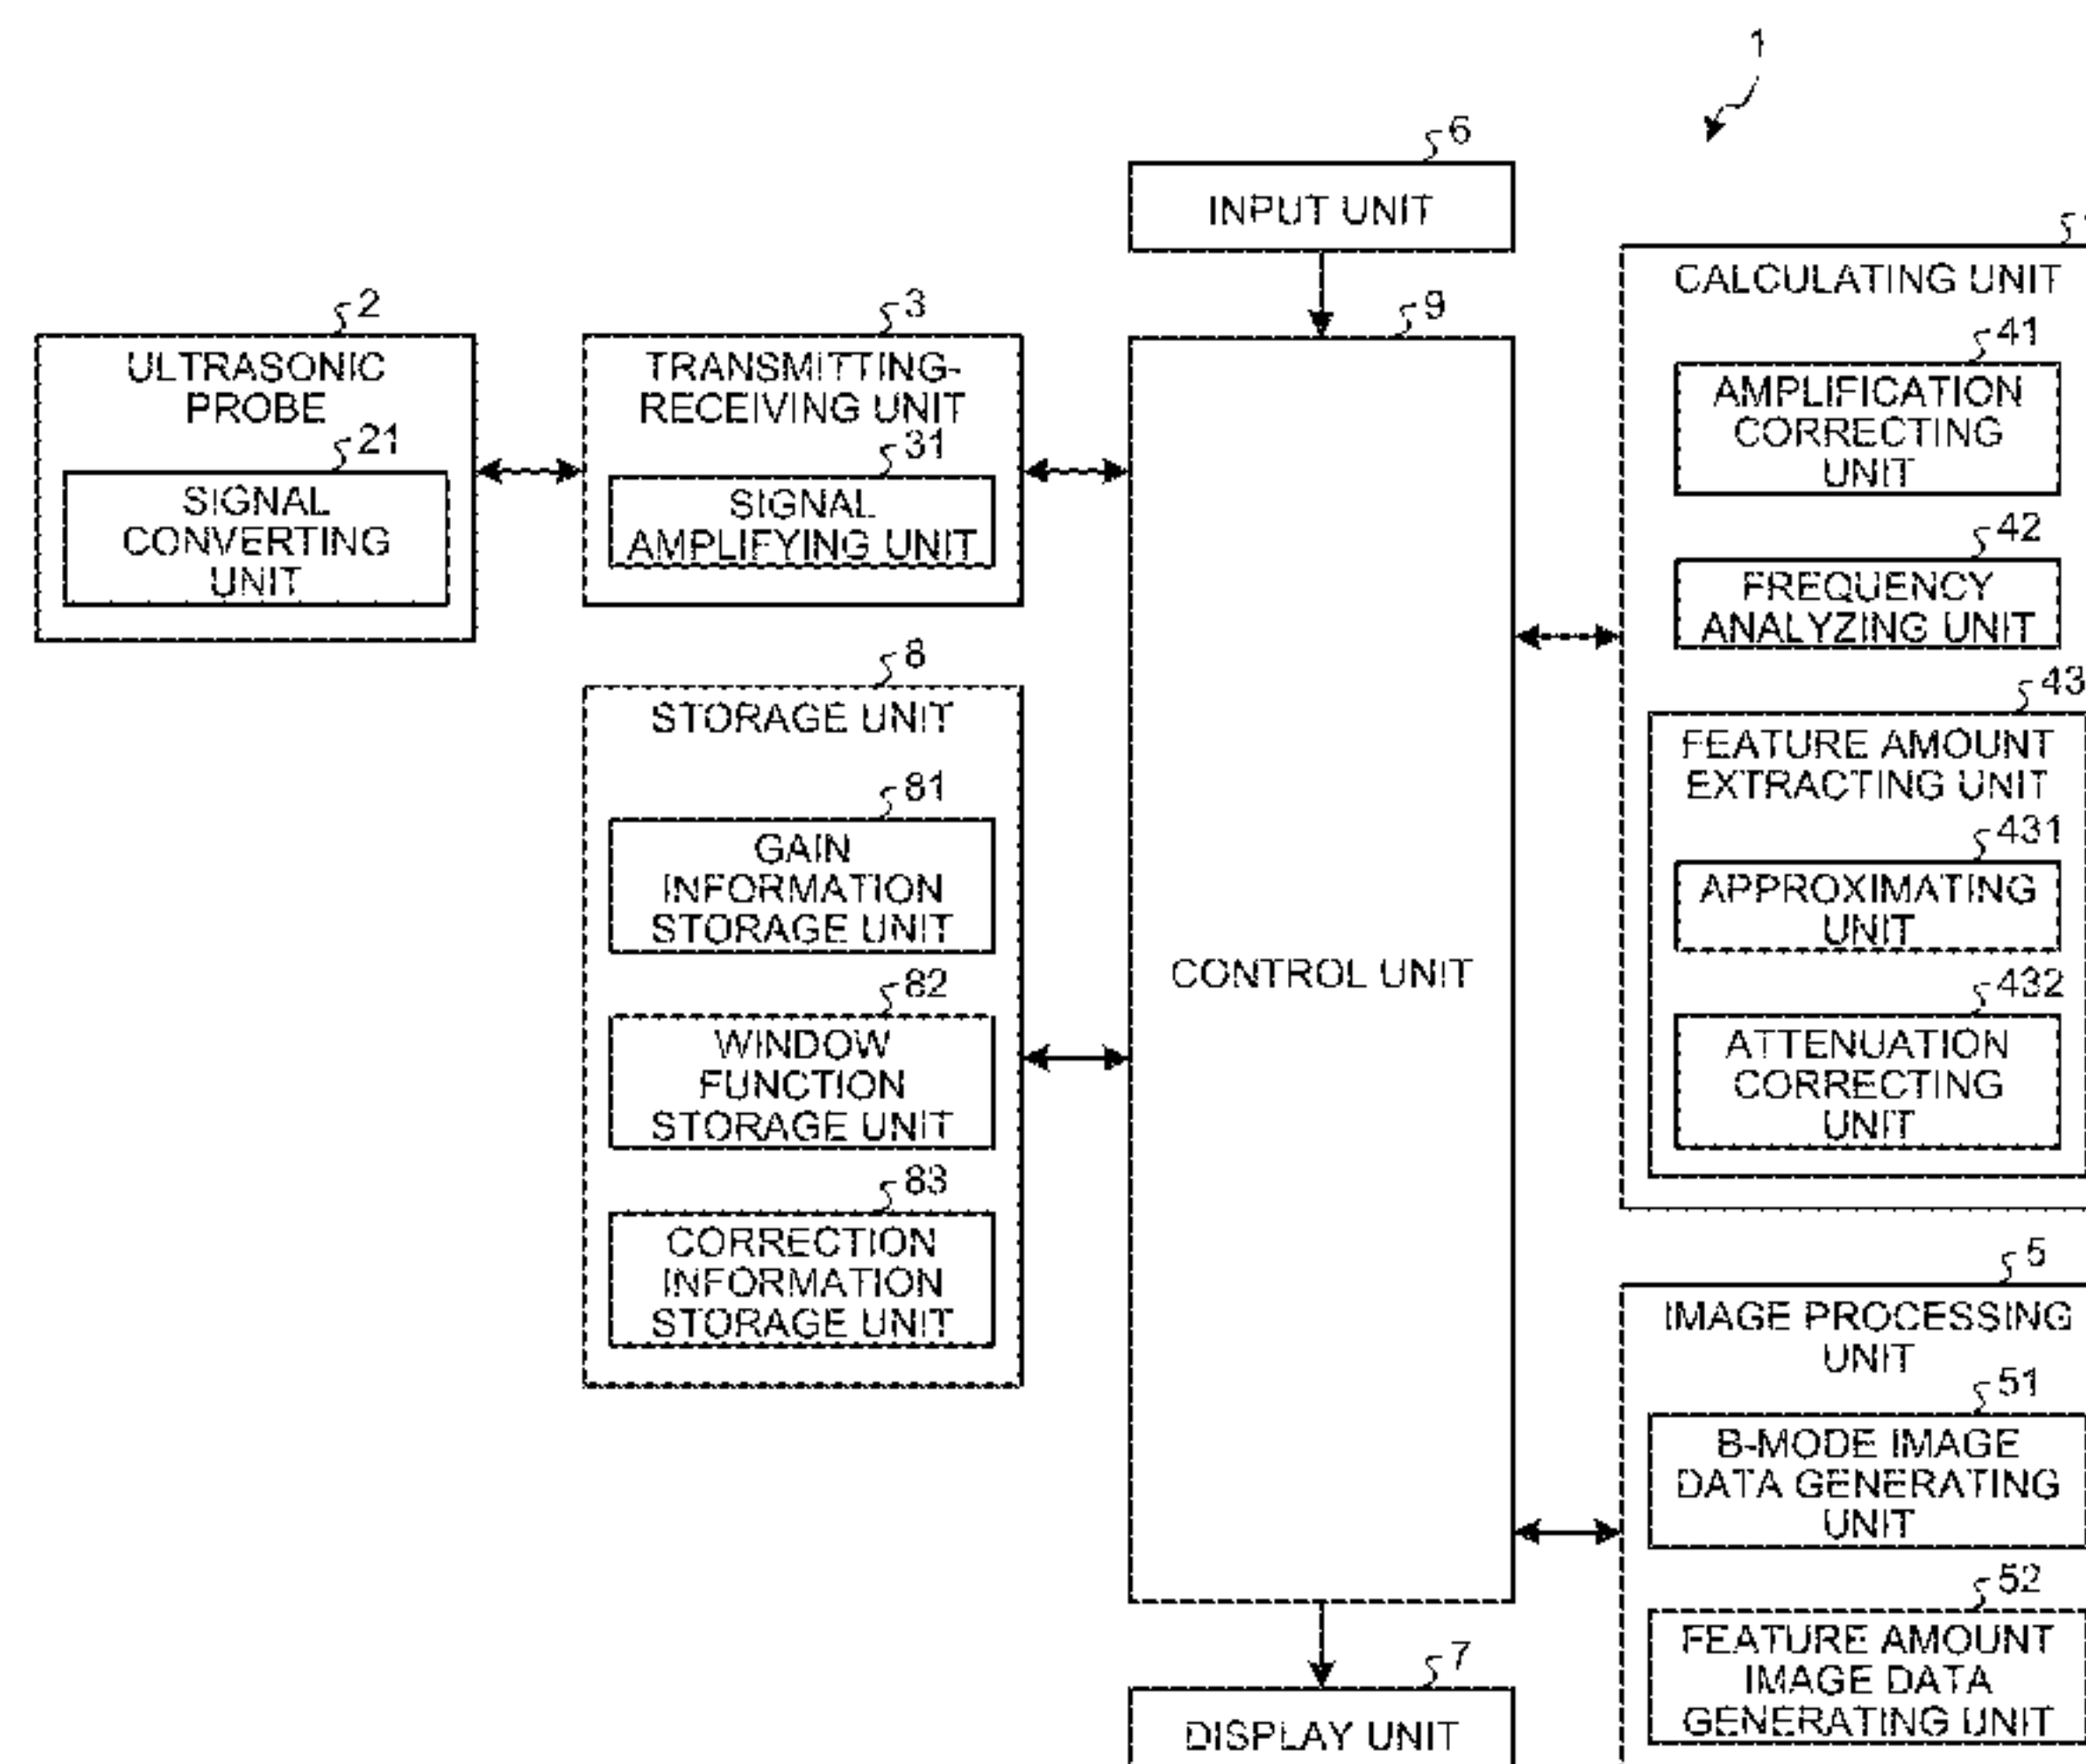 1
6
INPUT UNIT
2
ULTRASONIC
PROBE
21
SIGNAL
CONVERTING
UNIT
3
TRANSMITTING-
RECEIVING UNIT
31
SIGNAL
AMPLIFYING UNIT
8
STORAGE UNIT
81
GAIN
INFORMATION
STORAGE UNIT
82
WINDOW
FUNCTION
STORAGE UNIT
83
CORRECTION
INFORMATION
STORAGE UNIT
9
CONTROL UNIT
CALCULATING UNIT
41
AMPLIFICATION
CORRECTING
UNIT
42
FREQUENCY
ANALYZING UNIT
43
FEATURE AMOUNT
EXTRACTING UNIT
431
APPROXIMATING
UNIT
432
ATTENUATION
CORRECTING
UNIT
5
IMAGE PROCESSING
UNIT
51
B-MODE IMAGE
DATA GENERATING
UNIT
52
FEATURE AMOUNT
IMAGE DATA
GENERATING UNIT
7
DISPLAY UNIT